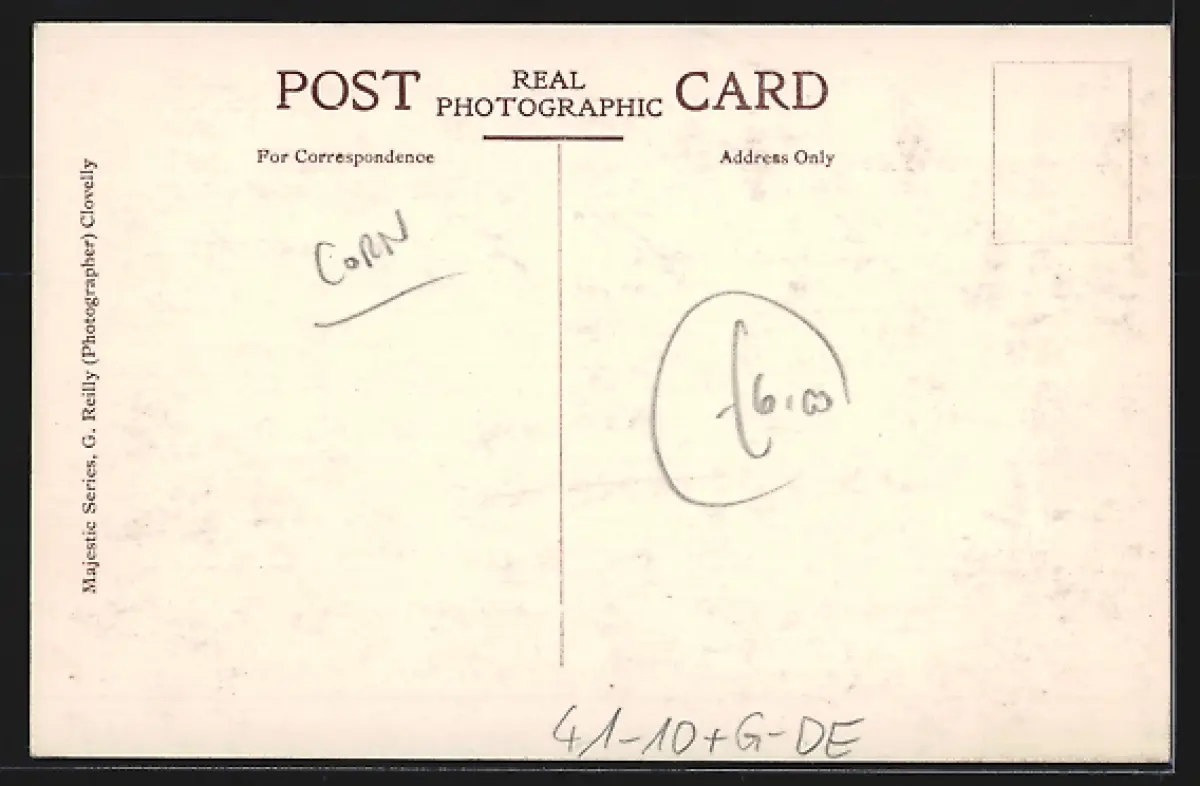 POST REAL PHOTOGRAPHIC CARD
For Correspondence
Address Only
CORN
£6.00
Majestic Series, G. Reilly (Photographer) Clovelly
41-10+G-DE